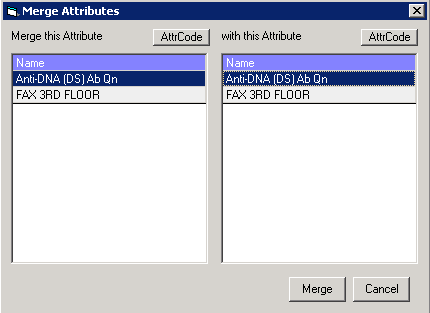 Merge Attributes
Merge this Attribute AttrCode with this Attribute AttrCode
Name Name
Anti-DNA (DS) Ab Qn Anti-DNA (DS) Ab Qn
FAX 3RD FLOOR FAX 3RD FLOOR
Merge Cancel